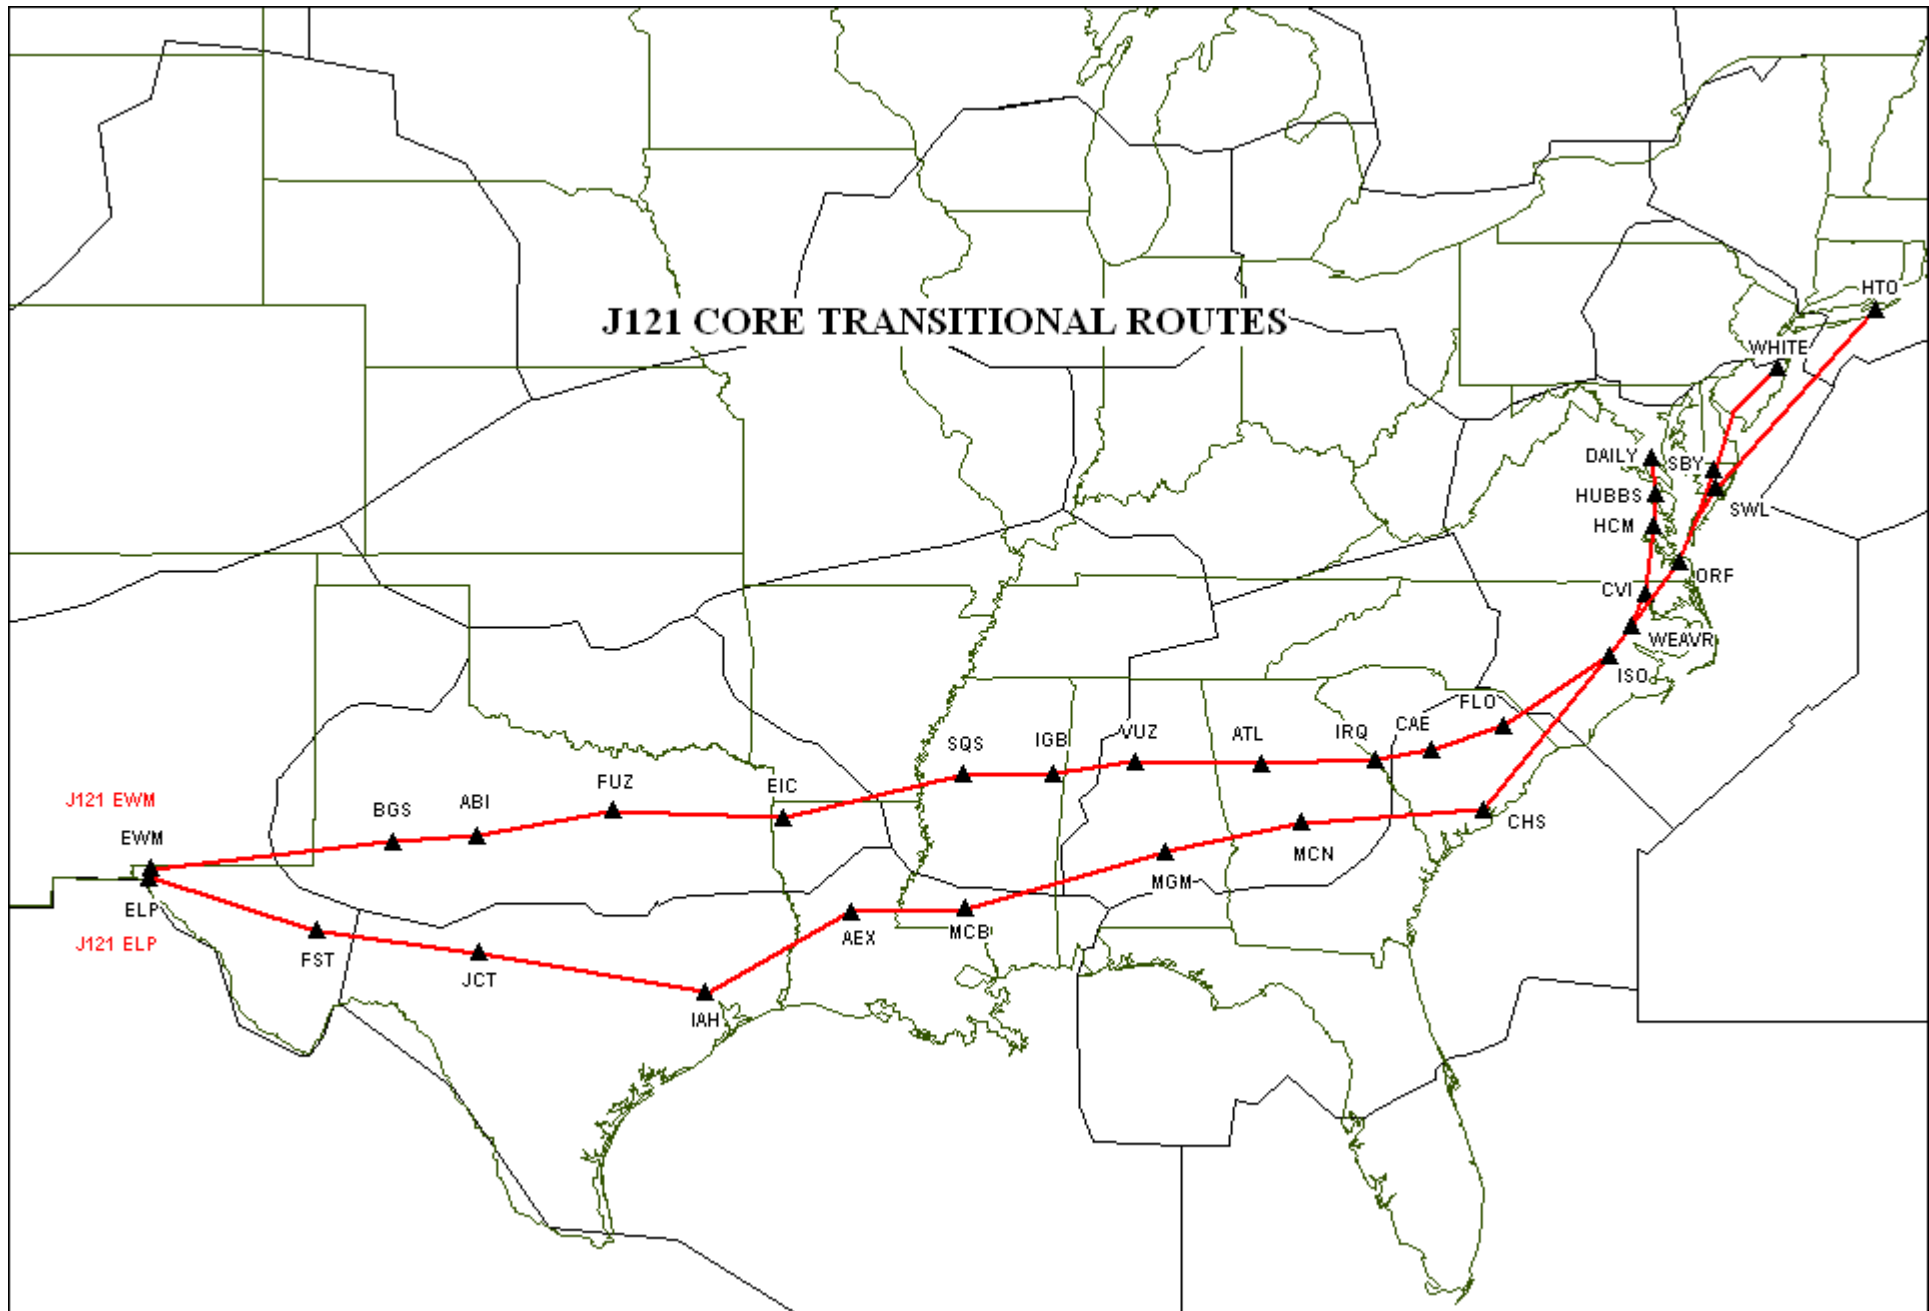 HTO
J121 CORE TRANSITIONAL ROUTES
WHITE
DAILY
SBY
HUBBS
SWL
HCM
ORF
CVI
WEAVR
ISO
FLO
CAE
IRQ
ATL
VUZ
IGB
SQS
EIC
FUZ
ABI
BGS
J121 EWM
EWM
CHS
MCN
MGM
ELP
J121 ELP
FST
JCT
IAH
AEX
MCB